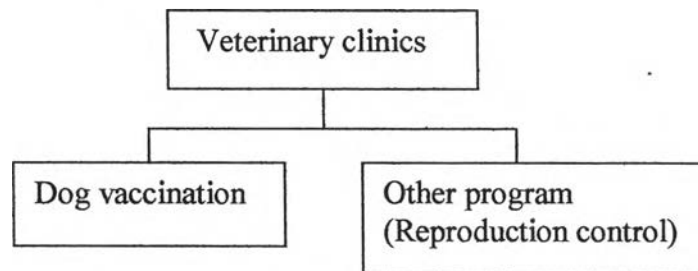 Veterinary clinics
Dog vaccination
Other program
(Reproduction control)